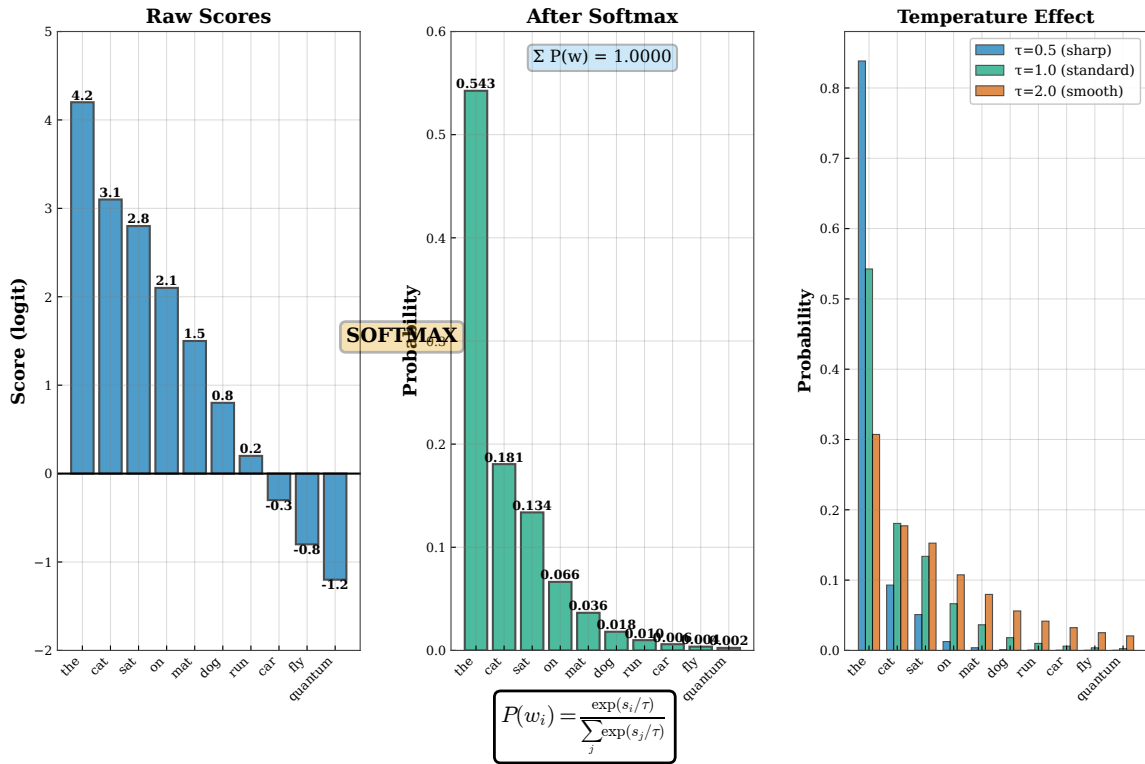 Raw Scores
Score (logit)
5
4
3
2
1
0
−1
−2
4.2
3.1
2.8
2.1
1.5
0.8
0.2
-0.3
-0.8
-1.2
the
cat
sat
on
mat
dog
run
car
fly
quantum
SOFTMAX
After Softmax
Probability
0.6
0.5
0.4
0.3
0.2
0.1
0.0
Σ P(w) = 1.0000
0.543
0.181
0.134
0.066
0.036
0.018
0.010
0.006
0.004
0.002
the
cat
sat
on
mat
dog
run
car
fly
quantum
P(w_i) = exp(s_i/τ) / ∑_j exp(s_j/τ)
Temperature Effect
Probability
0.8
0.7
0.6
0.5
0.4
0.3
0.2
0.1
0.0
τ=0.5 (sharp)
τ=1.0 (standard)
τ=2.0 (smooth)
the
cat
sat
on
mat
dog
run
car
fly
quantum